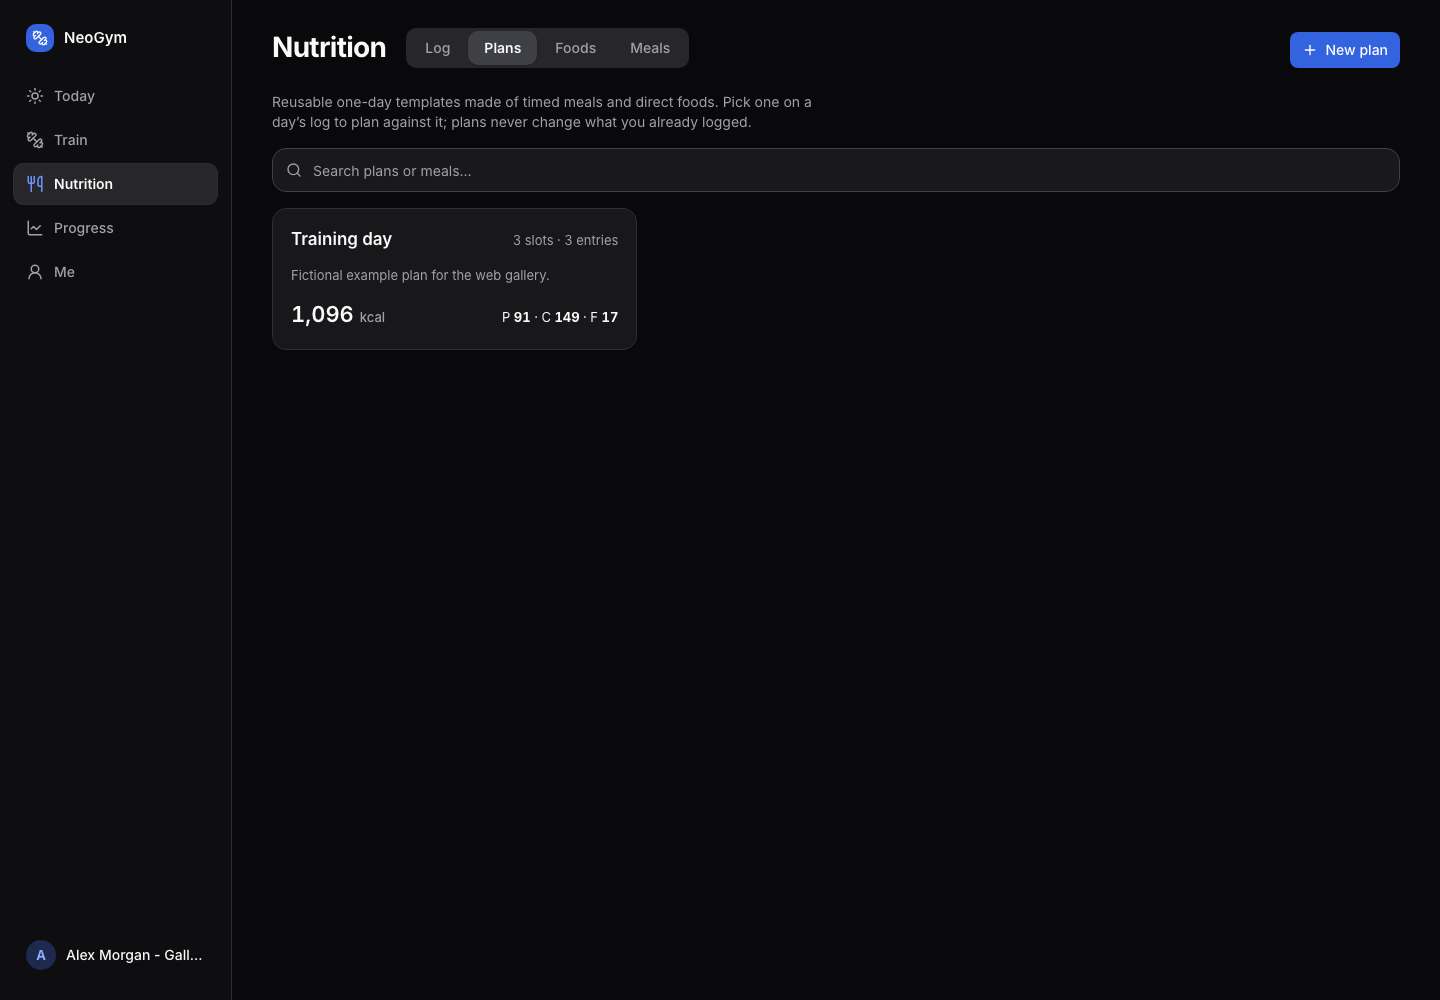 NeoGym
Today
Train
Nutrition
Progress
Me
Alex Morgan - Gall...
Nutrition
Log
Plans
Foods
Meals
New plan
Reusable one-day templates made of timed meals and direct foods. Pick one on a
day’s log to plan against it; plans never change what you already logged.
Search plans or meals...
Training day
3 slots · 3 entries
Fictional example plan for the web gallery.
1,096 kcal
P 91 · C 149 · F 17
A